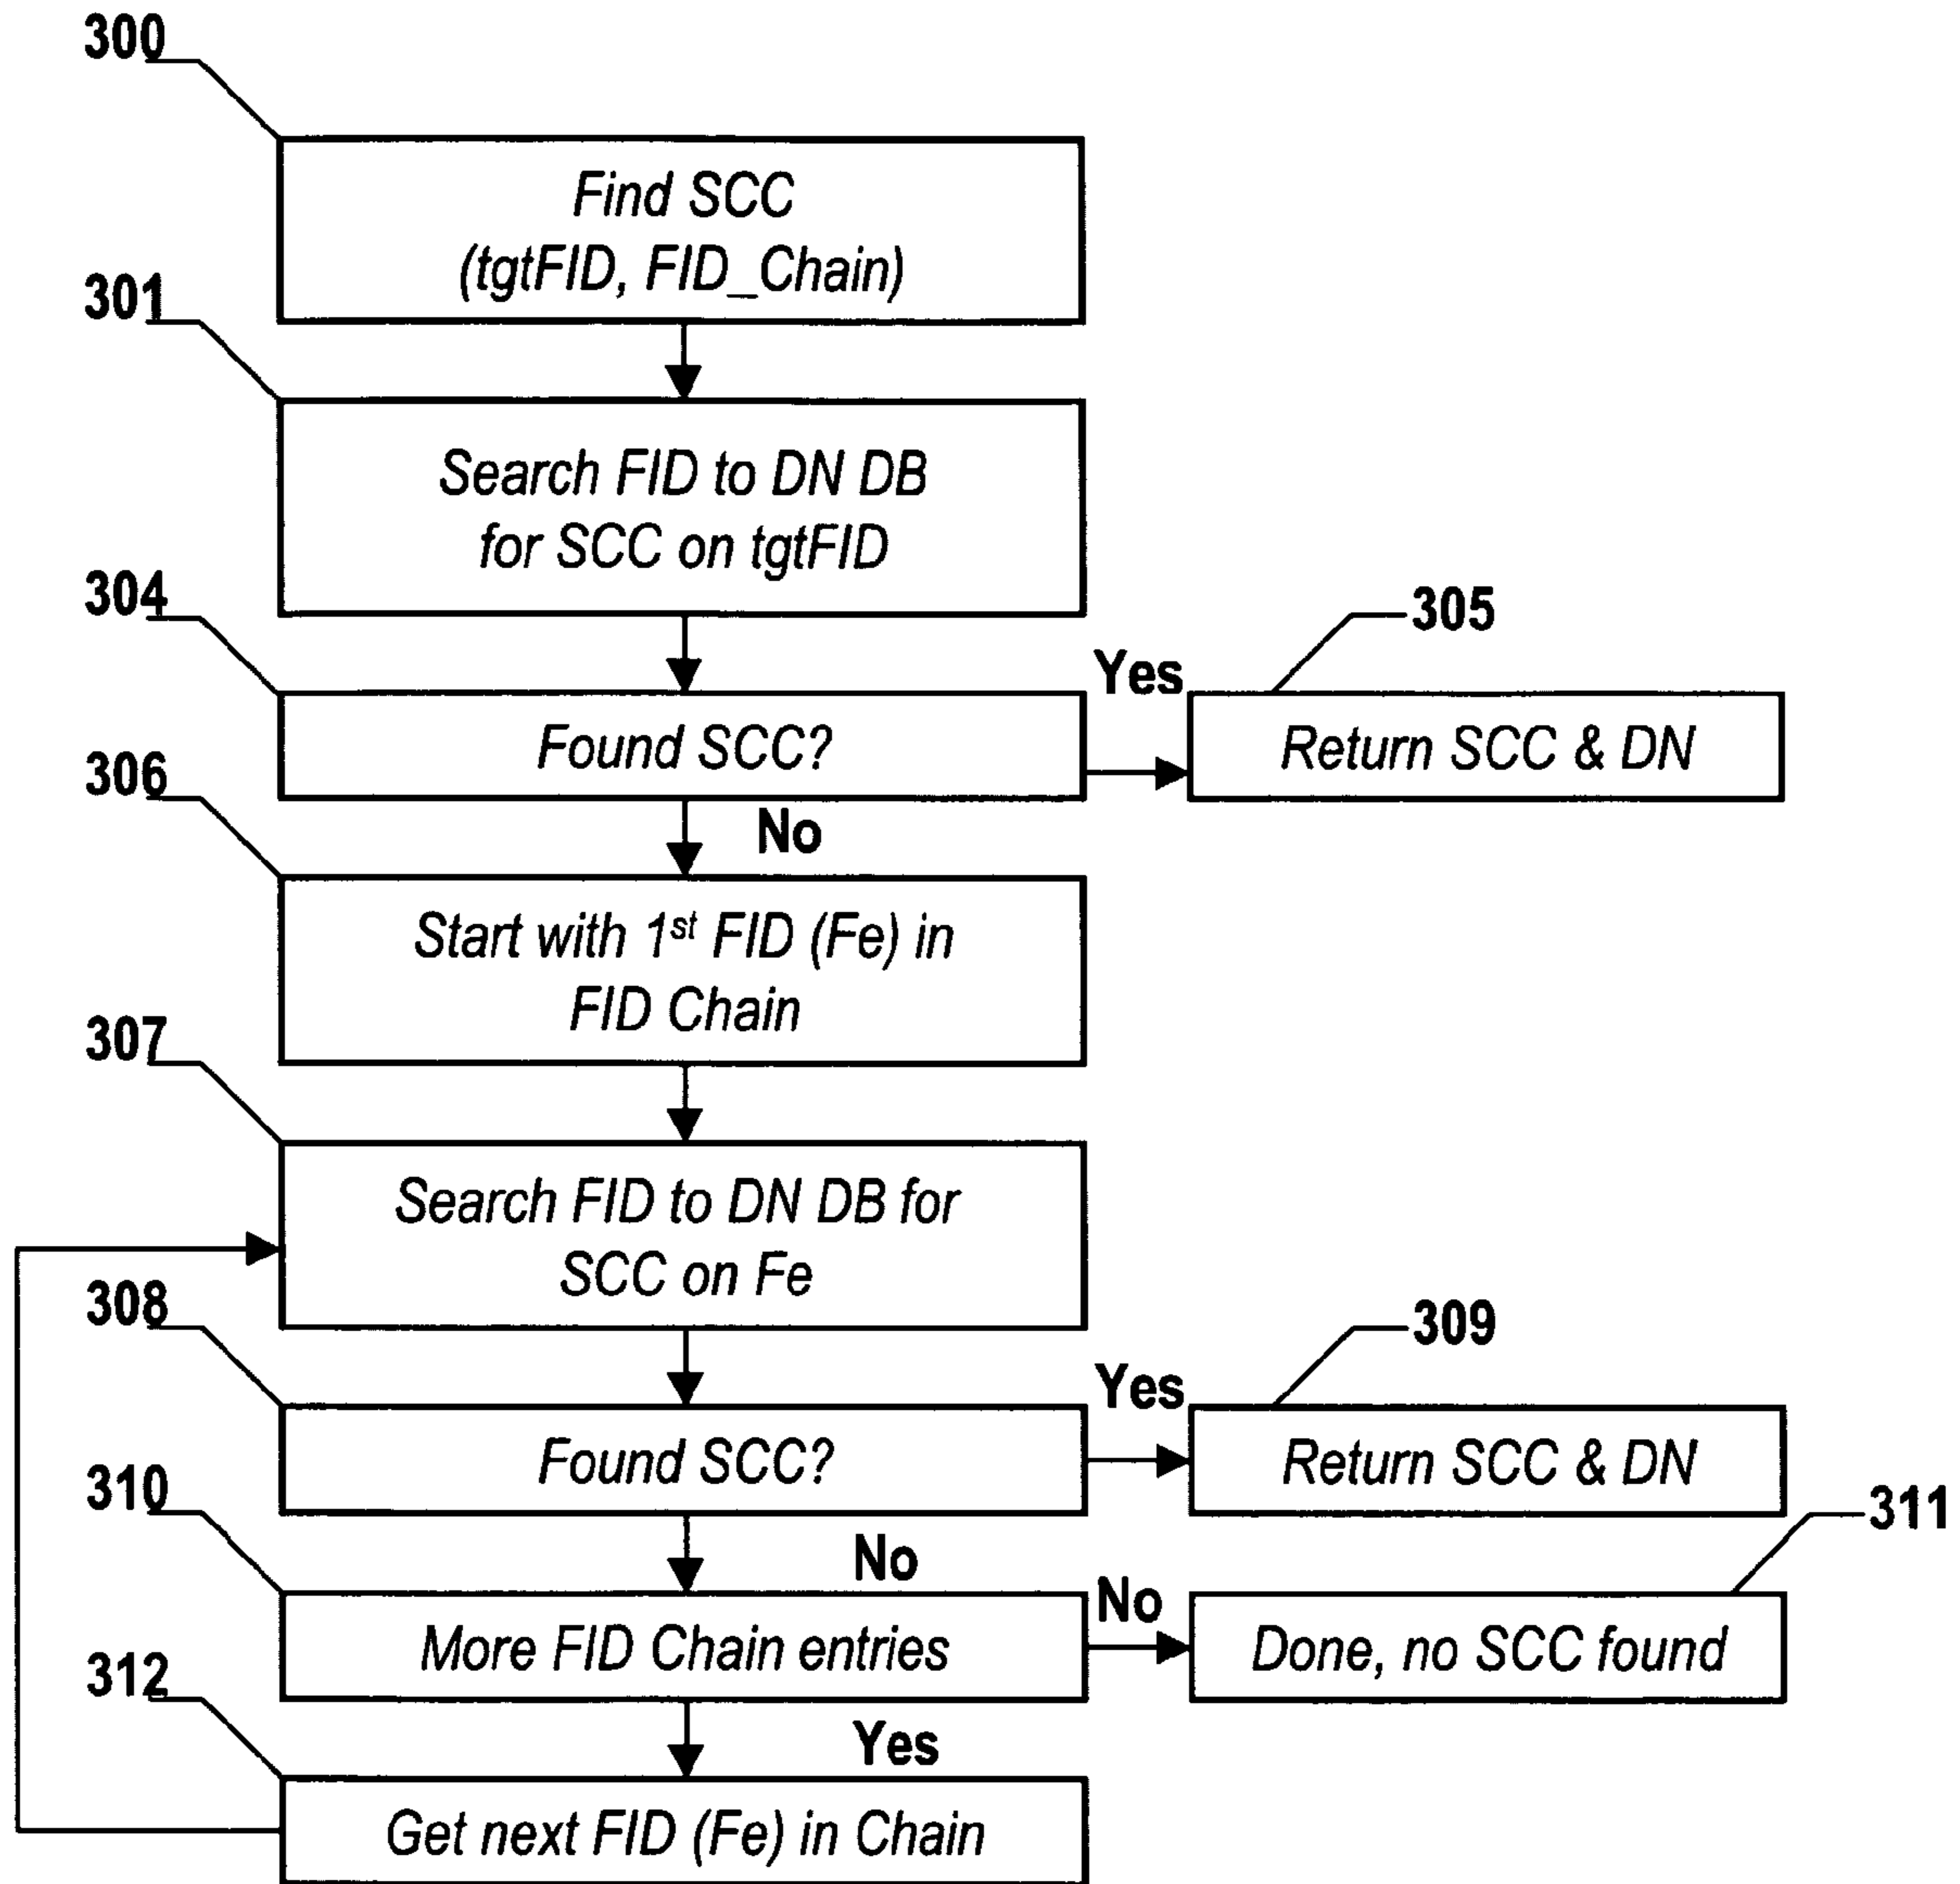 300
Find SCC
(tgtFID, FID_Chain)
301
Search FID to DN DB
for SCC on tgtFID
304
305
Yes
Found SCC?
Return SCC & DN
306
No
Start with 1st FID (Fe) in
FID Chain
307
Search FID to DN DB for
SCC on Fe
308
309
Yes
Found SCC?
Return SCC & DN
310
311
No
No
More FID Chain entries
Done, no SCC found
312
Yes
Get next FID (Fe) in Chain